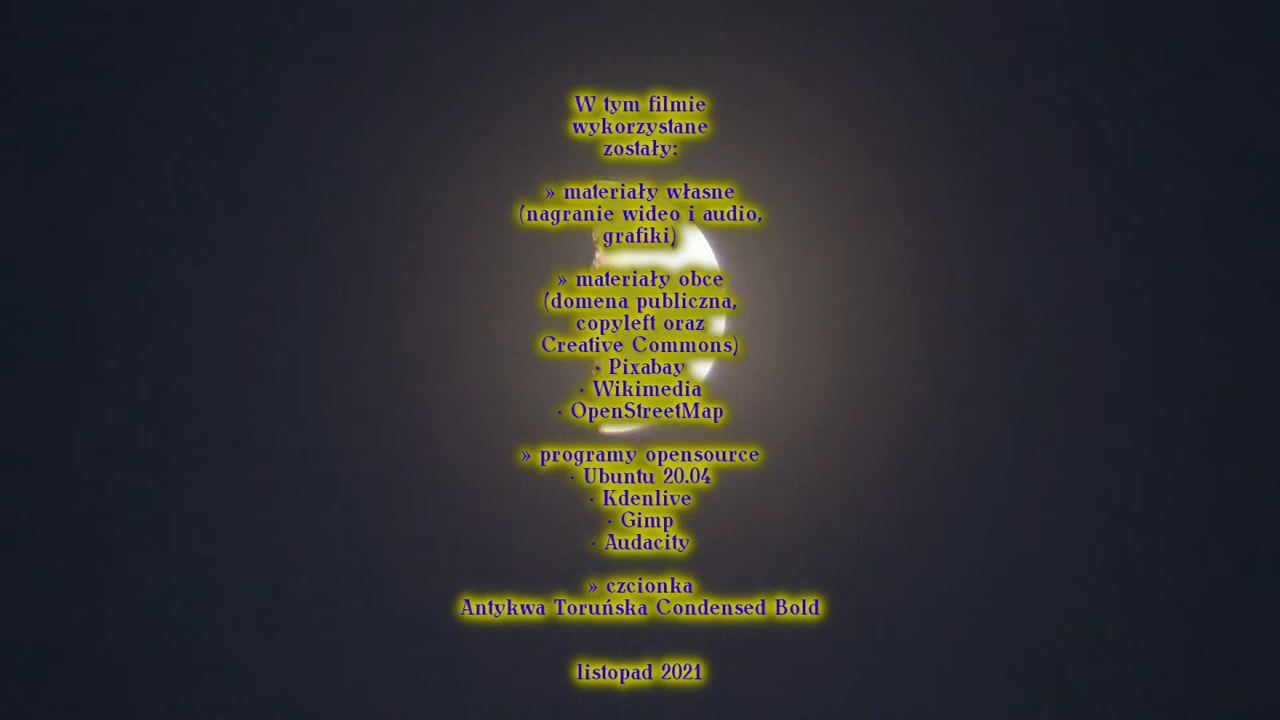 W tym filmie
wykorzystane
zostały:
» materiały własne
(nagranie wideo i audio,
grafiki)
» materiały obce
(domena publiczna,
copyleft oraz
Creative Commons)
· Pixabay
· Wikimedia
· OpenStreetMap
» programy opensource
· Ubuntu 20.04
· Kdenlive
· Gimp
· Audacity
» czcionka
Antykwa Toruńska Condensed Bold
listopad 2021